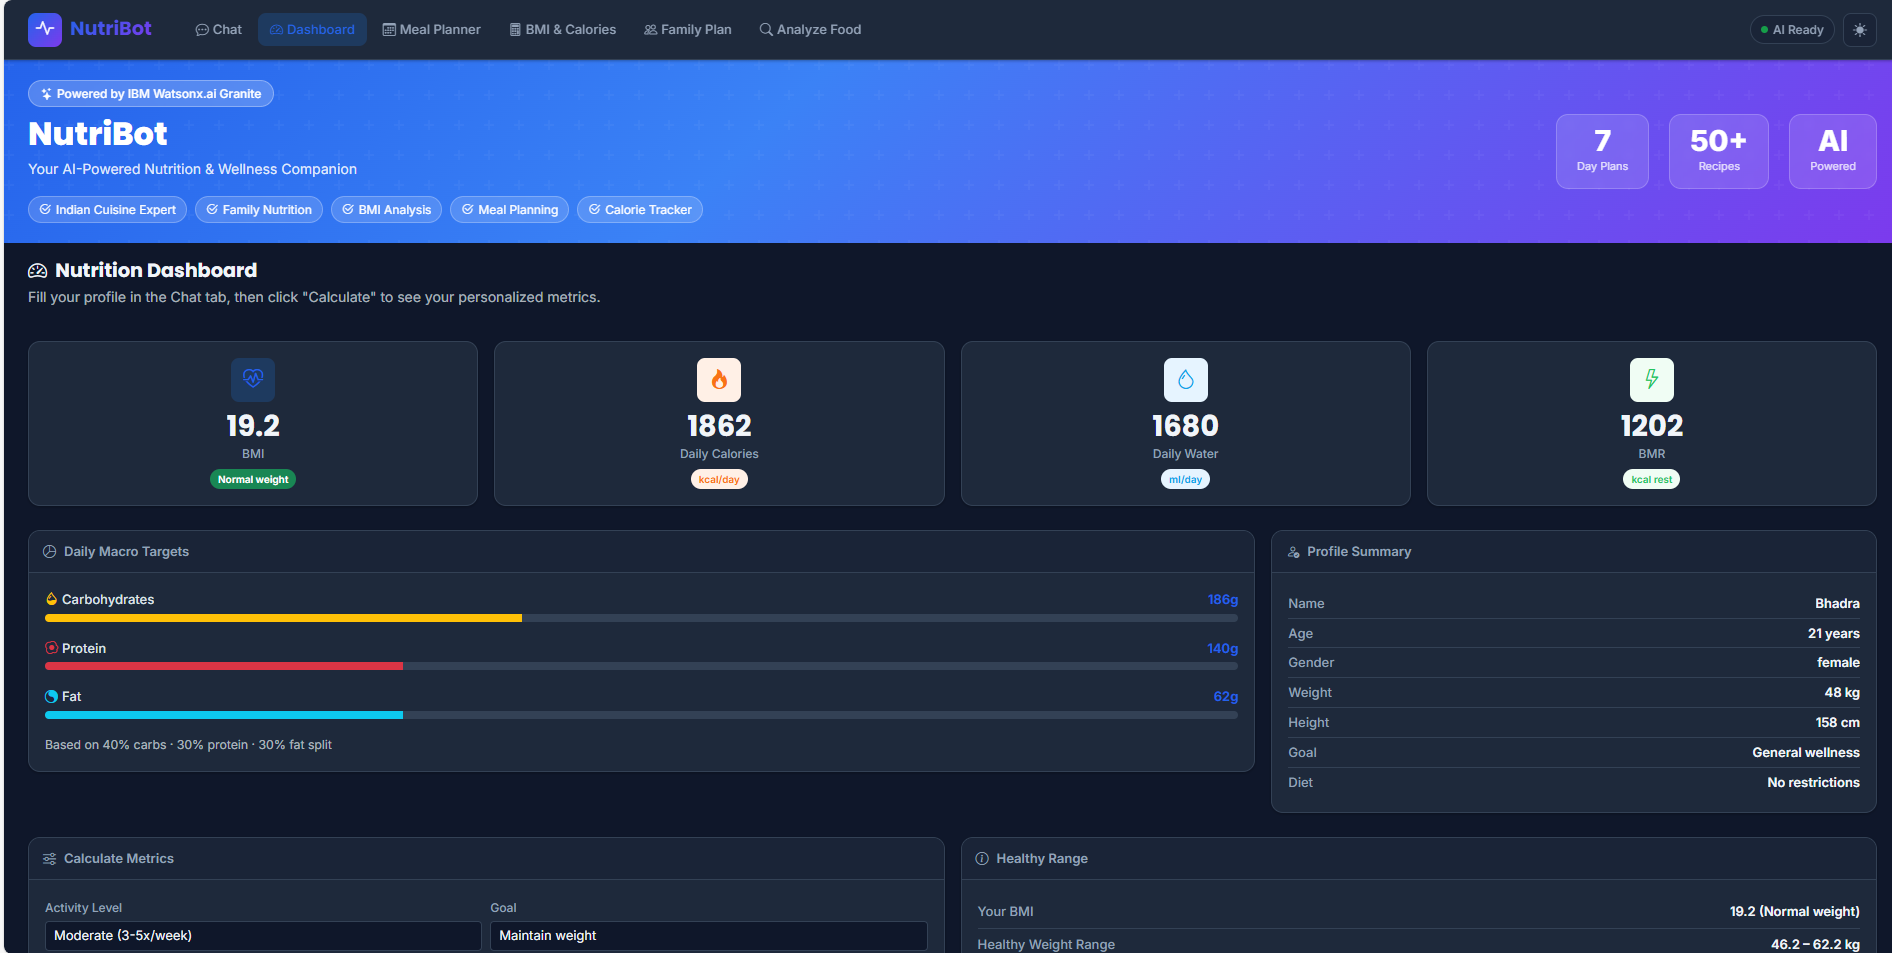 NutriBot
Chat
Dashboard
Meal Planner
BMI & Calories
Family Plan
Analyze Food
AI Ready
Powered by IBM Watsonx.ai Granite
NutriBot
Your AI-Powered Nutrition & Wellness Companion
Indian Cuisine Expert
Family Nutrition
BMI Analysis
Meal Planning
Calorie Tracker
7
Day Plans
50+
Recipes
AI
Powered
Nutrition Dashboard
Fill your profile in the Chat tab, then click "Calculate" to see your personalized metrics.
19.2
BMI
Normal weight
1862
Daily Calories
kcal/day
1680
Daily Water
ml/day
1202
BMR
kcal rest
Daily Macro Targets
Carbohydrates 186g
Protein 140g
Fat 62g
Based on 40% carbs · 30% protein · 30% fat split
Profile Summary
Name Bhadra
Age 21 years
Gender female
Weight 48 kg
Height 158 cm
Goal General wellness
Diet No restrictions
Calculate Metrics
Activity Level
Moderate (3-5x/week)
Goal
Maintain weight
Healthy Range
Your BMI 19.2 (Normal weight)
Healthy Weight Range 46.2 – 62.2 kg